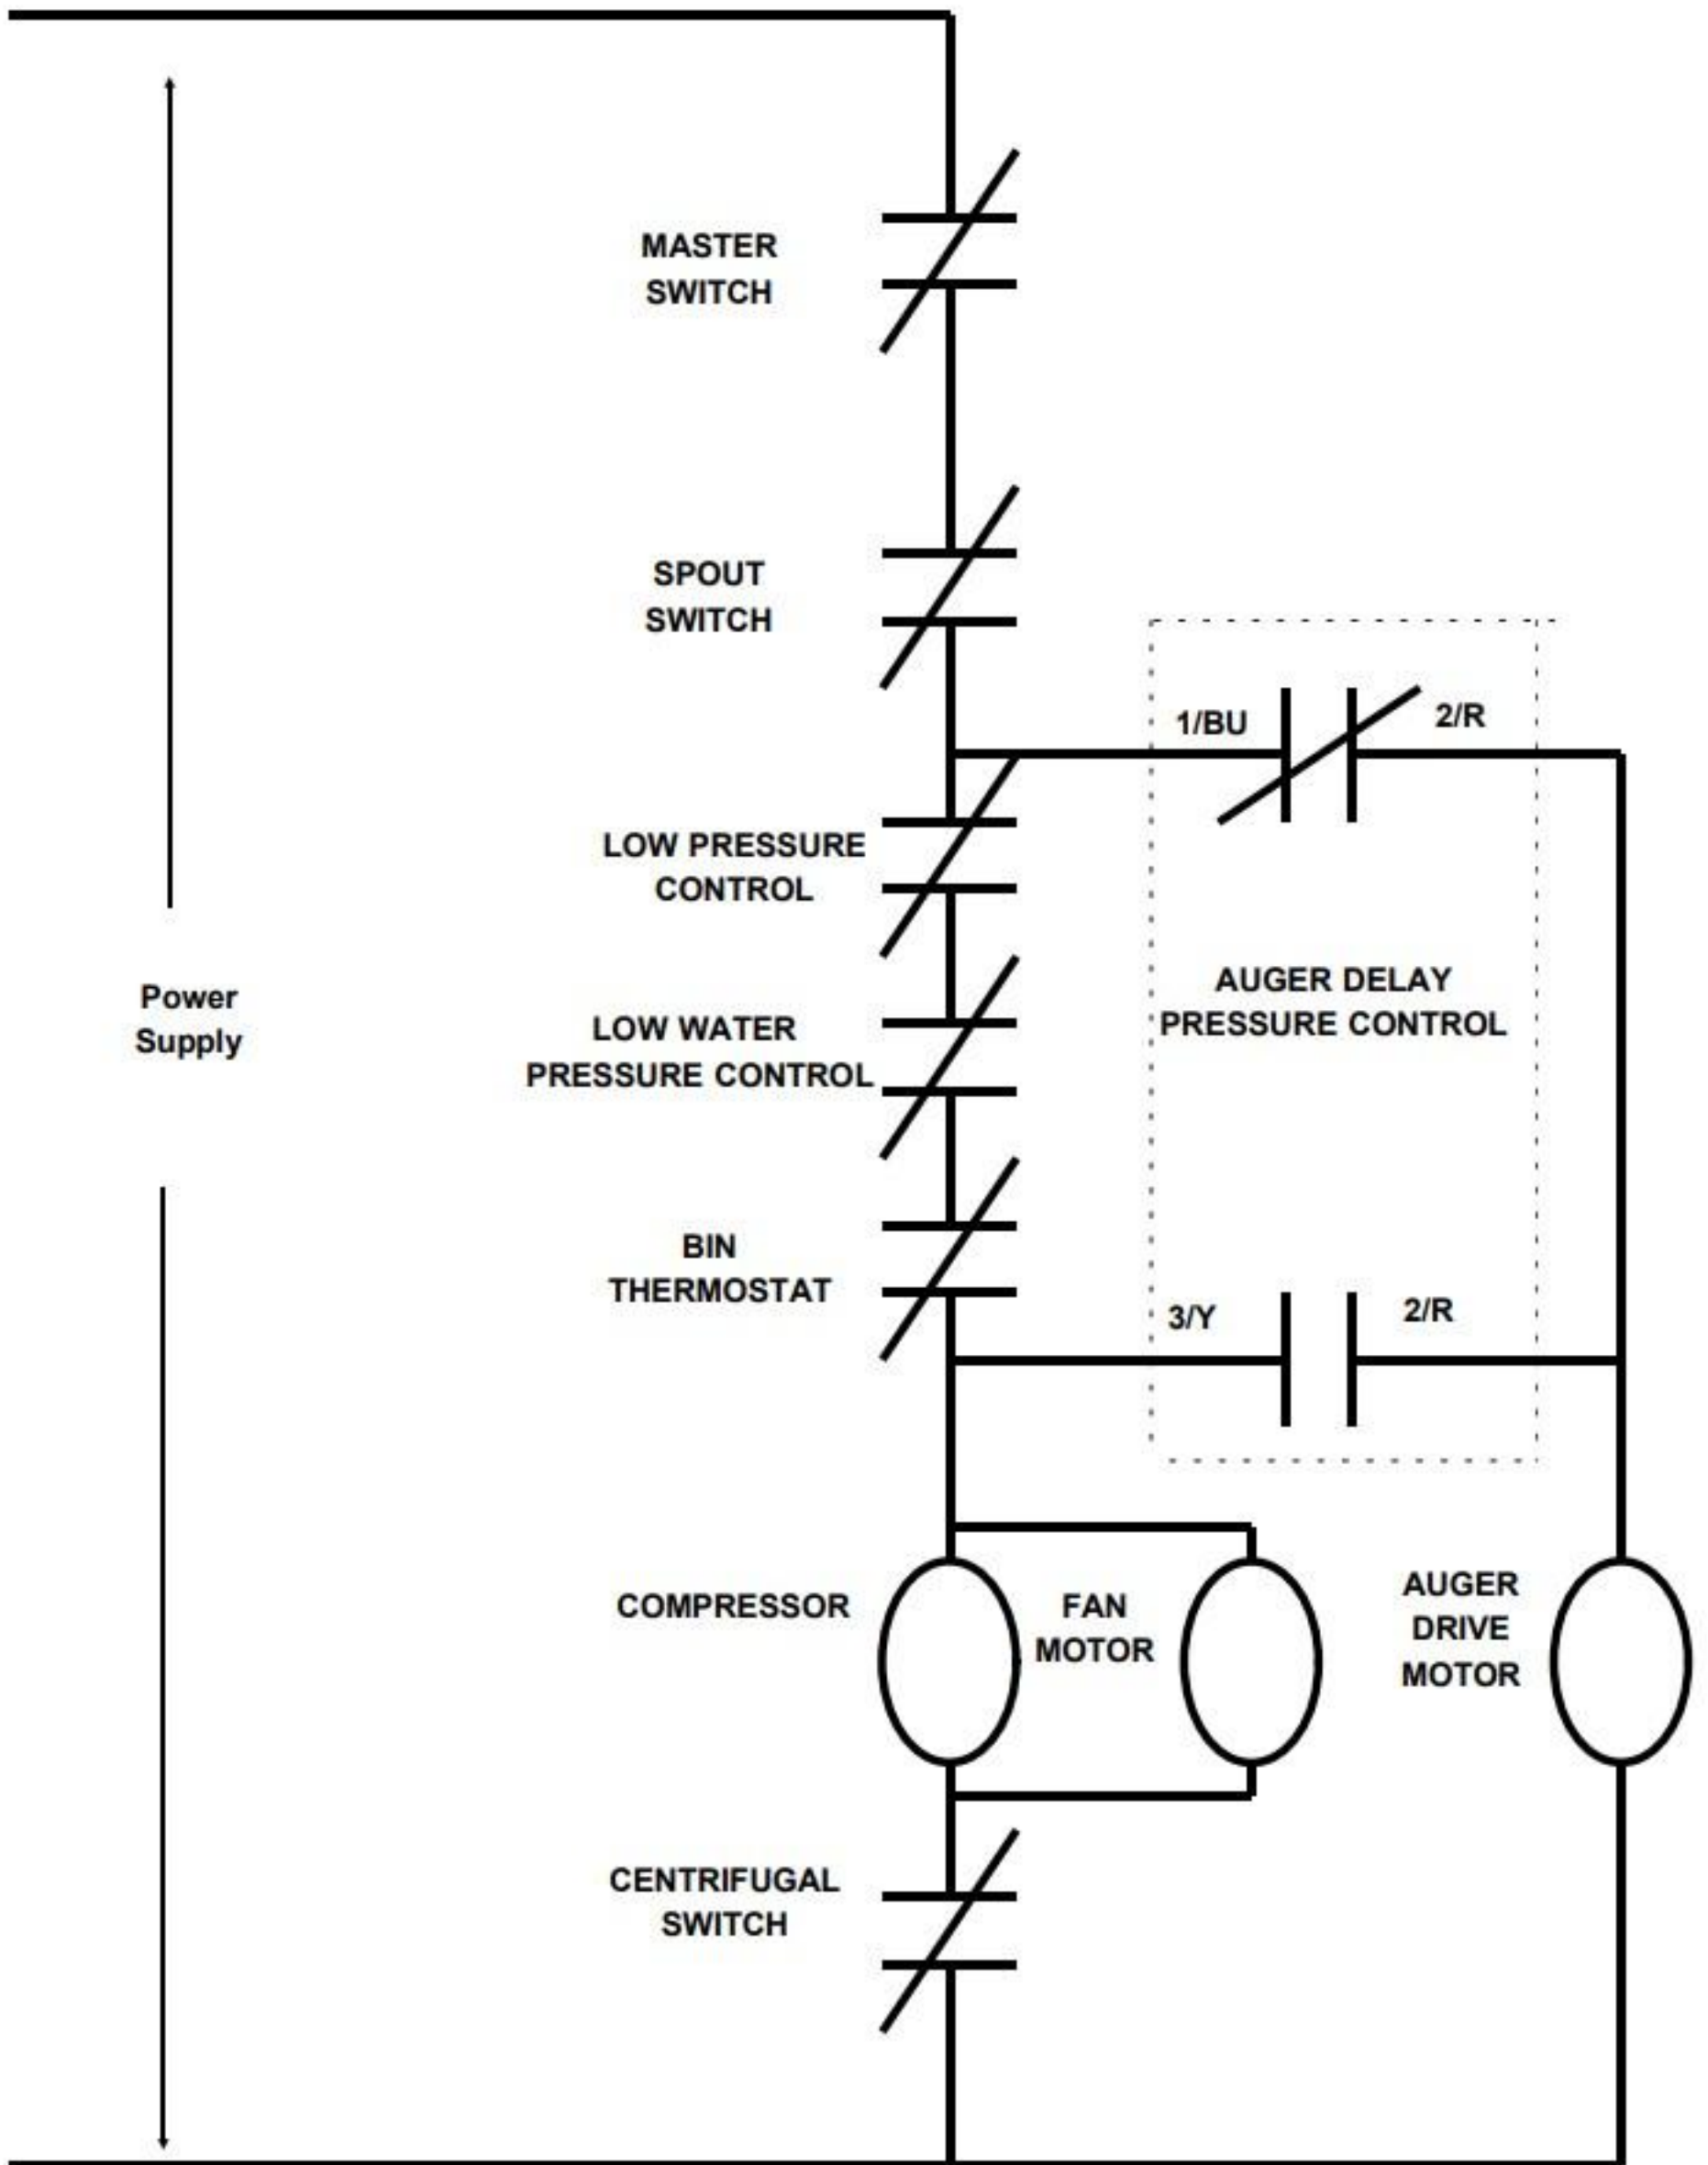 MASTER
SWITCH
SPOUT
SWITCH
1/BU
2/R
LOW PRESSURE
CONTROL
AUGER DELAY
PRESSURE CONTROL
Power
Supply
LOW WATER
PRESSURE CONTROL
BIN
THERMOSTAT
3/Y
2/R
COMPRESSOR
FAN
MOTOR
AUGER
DRIVE
MOTOR
CENTRIFUGAL
SWITCH